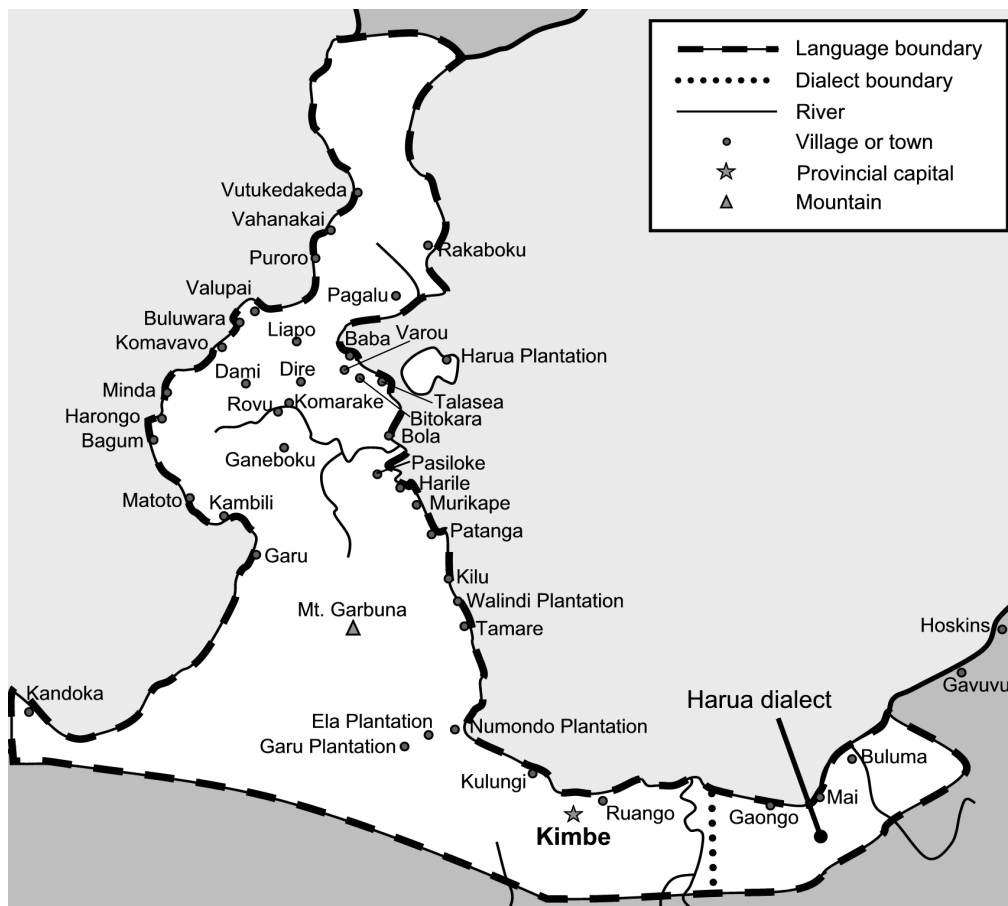 Language boundary
Dialect boundary
River
Village or town
Provincial capital
Mountain
Vutukedakeda
Vahanakai
Rakaboku
Puroro
Valupai
Pagalu
Buluwara
Liapo
Varou
Komavavo
Baba
Harua Plantation
Dami
Dire
Minda
Talasea
Rovu
Komarake
Harongo
Bitokara
Bagum
Bola
Ganeboku
Pasiloke
Harile
Matoto
Kambili
Murikape
Patanga
Garu
Kilu
Walindi Plantation
Mt. Garbuna
Tamare
Hoskins
Gavuvu
Kandoka
Harua dialect
Ela Plantation
Numondo Plantation
Garu Plantation
Buluma
Kulungi
Mai
Ruango
Gaongo
Kimbe